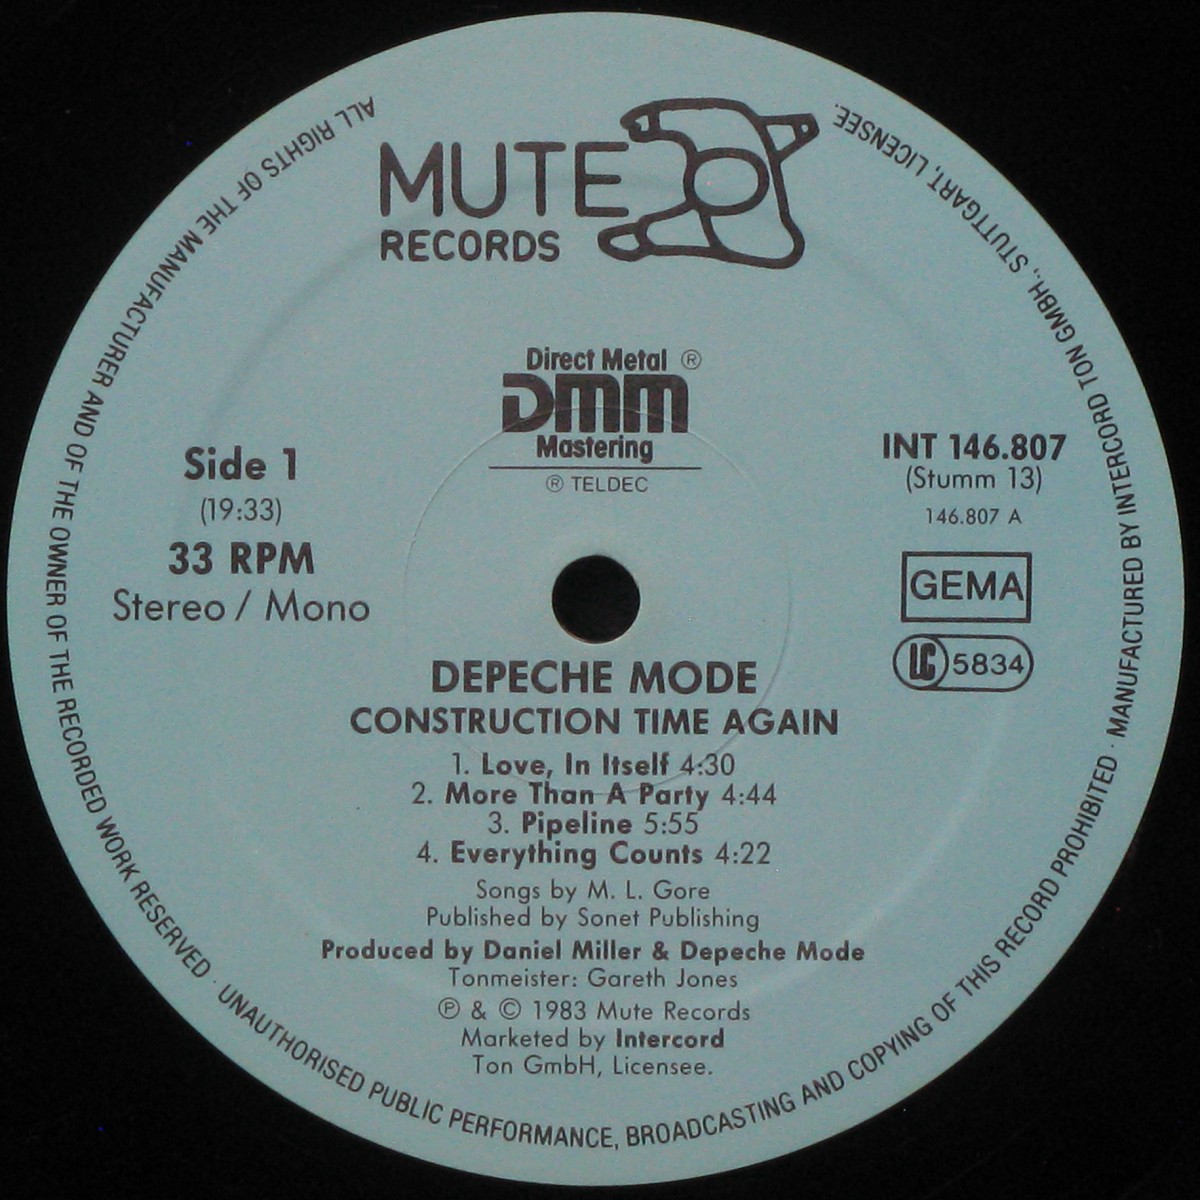 MUTE
RECORDS
Direct Metal ®
DMM
Mastering
® TELDEC
Side 1
(19:33)
33 RPM
Stereo / Mono
INT 146.807
(Stumm 13)
146.807 A
GEMA
LC 5834
DEPECHE MODE
CONSTRUCTION TIME AGAIN
1. Love, In Itself 4:30
2. More Than A Party 4:44
3. Pipeline 5:55
4. Everything Counts 4:22
Songs by M. L. Gore
Published by Sonet Publishing
Produced by Daniel Miller & Depeche Mode
Tonmeister: Gareth Jones
℗ & © 1983 Mute Records
Marketed by Intercord
Ton GmbH, Licensee.
ALL RIGHTS OF THE MANUFACTURER AND OF THE OWNER OF THE RECORDED WORK RESERVED · UNAUTHORISED PUBLIC PERFORMANCE, BROADCASTING AND COPYING OF THIS RECORD PROHIBITED · MANUFACTURED BY INTERCORD TON GMBH., STUTTGART, LICENSEE.